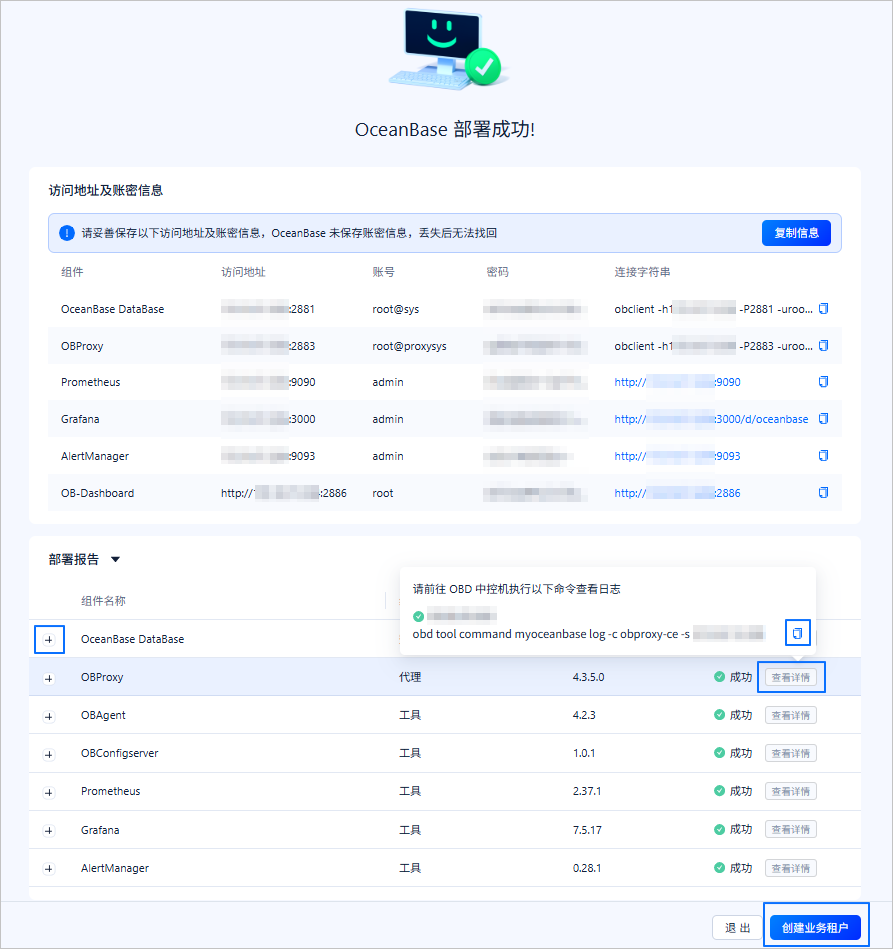 OceanBase 部署成功!
访问地址及账密信息
请妥善保存以下访问地址及账密信息，OceanBase 未保存账密信息，丢失后无法找回 复制信息
组件 访问地址 账号 密码 连接字符串
OceanBase DataBase :2881 root@sys obclient -h1 -P2881 -uroo...
OBProxy :2883 root@proxysys obclient -h1 -P2883 -uroo...
Prometheus :9090 admin http:// :9090
Grafana :3000 admin http:// :3000/d/oceanbase
AlertManager :9093 admin http:// :9093
OB-Dashboard http:// :2886 root http:// :2886
部署报告
请前往 OBD 中控机执行以下命令查看日志
组件名称
obd tool command myoceanbase log -c obproxy-ce -s
OceanBase DataBase
OBProxy 代理 4.3.5.0 成功 查看详情
OBAgent 工具 4.2.3 成功 查看详情
OBConfigserver 工具 1.0.1 成功 查看详情
Prometheus 工具 2.37.1 成功 查看详情
Grafana 工具 7.5.17 成功 查看详情
AlertManager 工具 0.28.1 成功 查看详情
退 出 创建业务租户